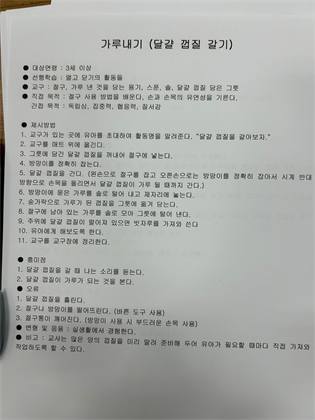 가루내기 (달걀 껍질 갈기)
● 대상연령 : 3세 이상
● 선행학습 : 열고 닫기의 활동들
● 교구 : 절구, 가루 낸 것을 담는 용기, 스푼, 솔, 달걀 껍질 담은 그릇
● 직접 목적 : 절구 사용 방법을 배운다, 손과 손목의 유연성을 기른다.
간접 목적 : 독립심, 집중력, 협응력, 질서감
● 제시방법
1. 교구가 있는 곳에 유아를 초대하여 활동명을 알려준다. "달걀 껍질을 갈아보자."
2. 교구를 매트 위에 옮긴다.
3. 그릇에 담긴 달걀 껍질을 꺼내어 절구에 넣는다.
4. 방망이를 정확히 잡는다.
5. 달걀 껍질을 간다. (왼손으로 절구를 잡고 오른손으로는 방망이를 정확히 잡아서 시계 반대
방향으로 손목을 돌리면서 달걀 껍질이 가루 될 때까지 간다.)
6. 방망이에 묻은 가루를 솔로 털어 내고 제자리에 놓는다.
7. 숟가락으로 가루가 된 껍질을 그릇에 옮겨 담는다.
8. 절구에 남아 있는 가루를 솔로 모아 그릇에 털어 낸다.
9. 주위에 달걀 껍질이 떨어져 있으면 빗자루를 가져와 쓴다
10. 유아에게 해보도록 한다.
11. 교구를 교구장에 정리한다.
● 흥미점
1. 달걀 껍질을 갈 때 나는 소리를 듣는다.
2. 달걀 껍질이 가루가 되는 것을 본다.
● 오류
1. 달걀 껍질을 흘린다.
2. 절구나 방망이를 떨어뜨린다. (바른 도구 사용)
3. 절구통이 깨어진다. (방망이 사용 시 부드러운 손목 사용)
● 변형 및 응용 : 실생활에서 경험한다.
● 비고 : 교사는 많은 양의 껍질을 미리 말려 준비해 두어 유아가 필요할 때마다 직접 가져와
작업하도록 할 수 있다.